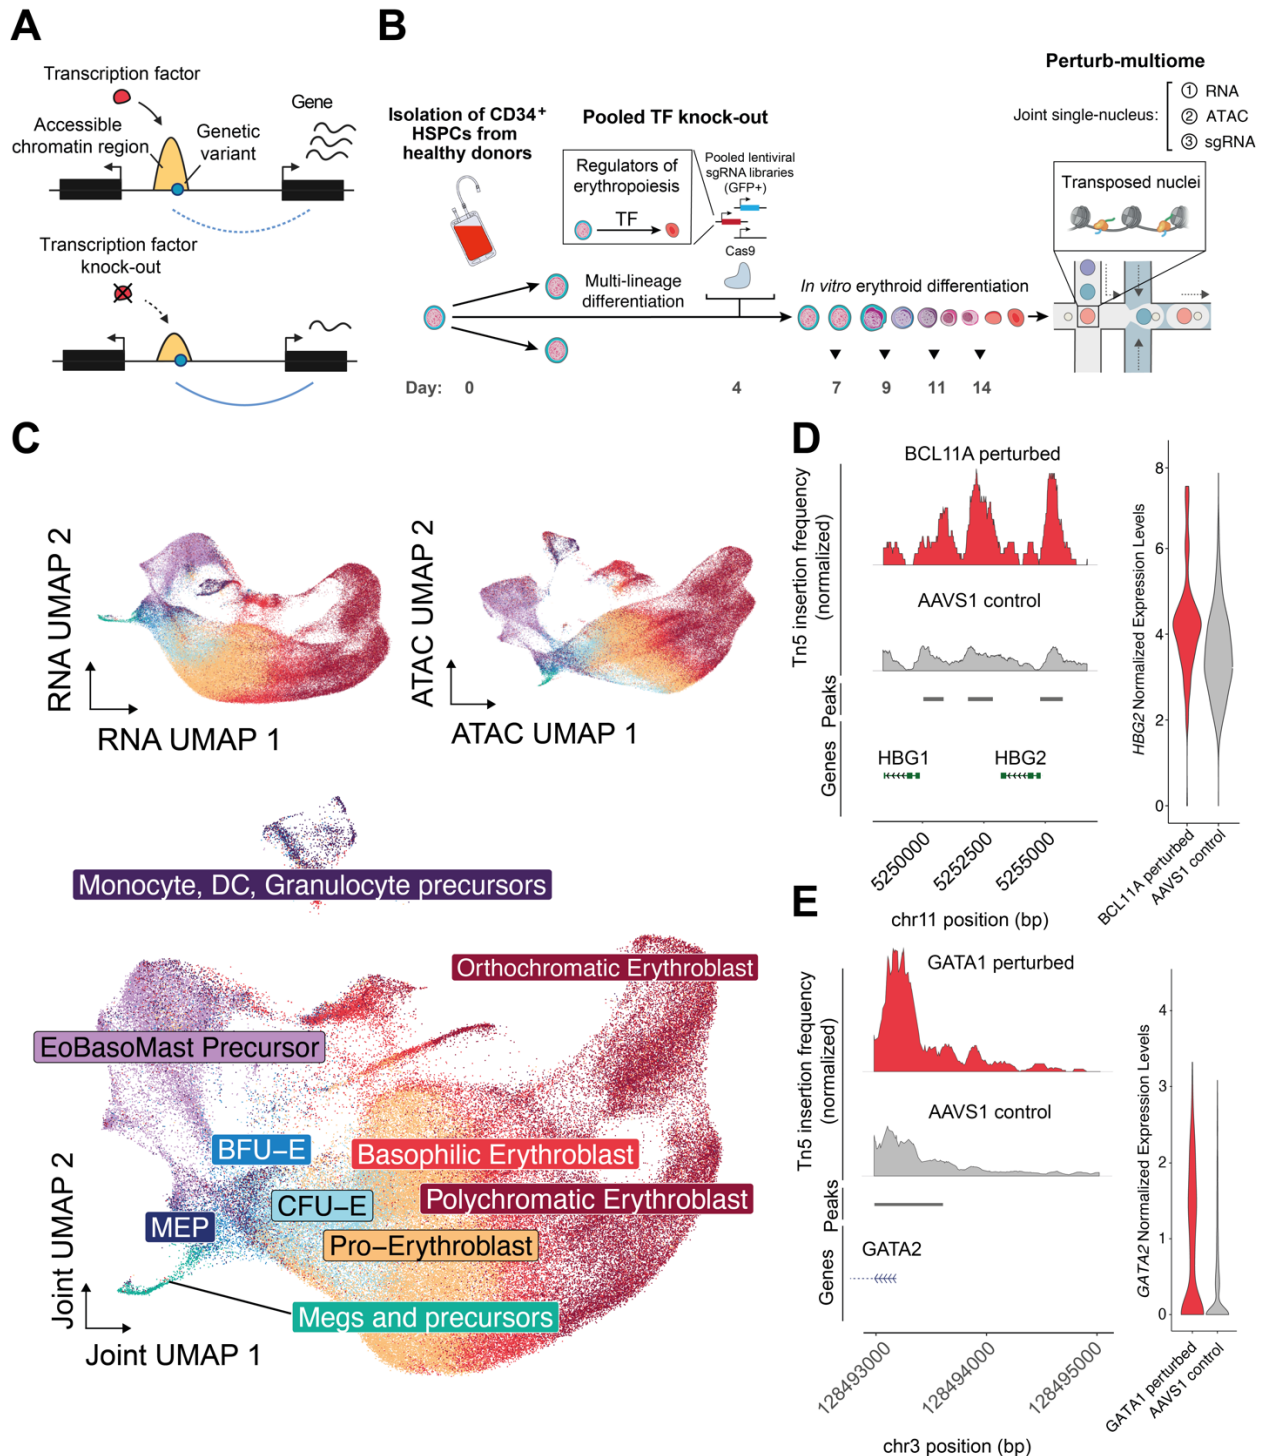 A
Transcription factor
Gene
Accessible
chromatin region
Genetic
variant
Transcription factor
knock-out
B
Isolation of CD34+
HSPCs from
healthy donors
Pooled TF knock-out
Regulators of
erythropoiesis
TF
Pooled lentiviral
sgRNA libraries
(GFP+)
Cas9
Multi-lineage
differentiation
In vitro erythroid differentiation
Day: 0 4 7 9 11 14
Perturb-multiome
Joint single-nucleus:
① RNA
② ATAC
③ sgRNA
Transposed nuclei
C
RNA UMAP 2
RNA UMAP 1
ATAC UMAP 2
ATAC UMAP 1
Monocyte, DC, Granulocyte precursors
Orthochromatic Erythroblast
EoBasoMast Precursor
BFU−E
Basophilic Erythroblast
CFU−E
Polychromatic Erythroblast
MEP
Pro−Erythroblast
Megs and precursors
Joint UMAP 2
Joint UMAP 1
D
BCL11A perturbed
AAVS1 control
Tn5 insertion frequency
(normalized)
Peaks
Genes
HBG1
HBG2
5250000
5252500
5255000
chr11 position (bp)
HBG2 Normalized Expression Levels
8
6
4
2
0
BCL11A perturbed
AAVS1 control
E
GATA1 perturbed
AAVS1 control
Tn5 insertion frequency
(normalized)
Peaks
Genes
GATA2
128493000
128494000
128495000
chr3 position (bp)
GATA2 Normalized Expression Levels
4
3
2
1
0
GATA1 perturbed
AAVS1 control